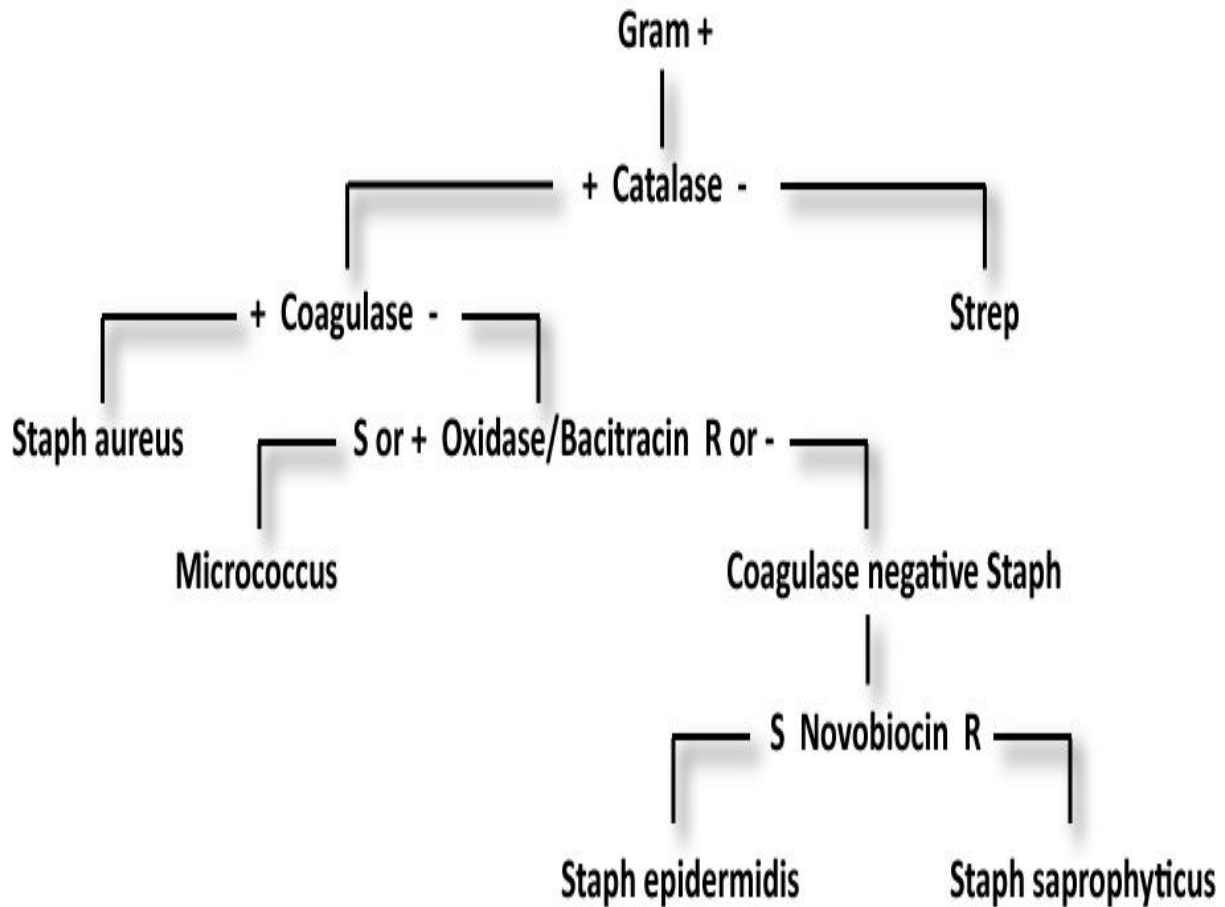 Gram +
+ Catalase -
+ Coagulase -
Strep
Staph aureus
S or + Oxidase/Bacitracin R or -
Micrococcus
Coagulase negative Staph
S Novobiocin R
Staph epidermidis
Staph saprophyticus